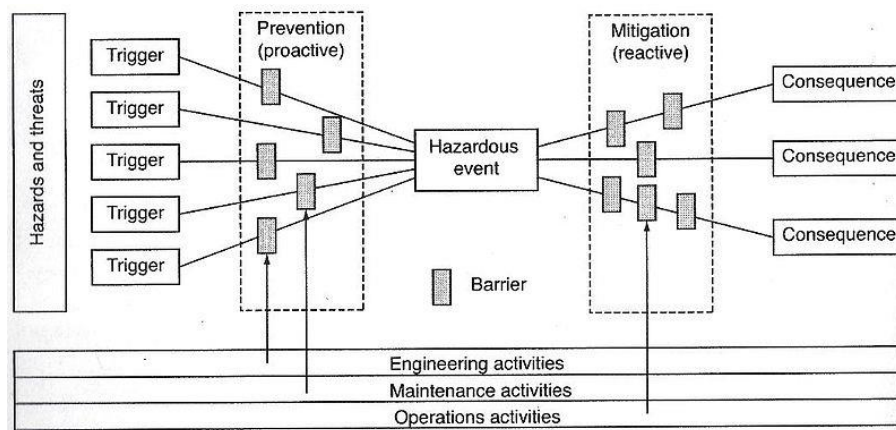 Hazards and threats
Trigger
Trigger
Trigger
Trigger
Trigger
Prevention
(proactive)
Hazardous
event
Mitigation
(reactive)
Consequence
Consequence
Consequence
Barrier
Engineering activities
Maintenance activities
Operations activities